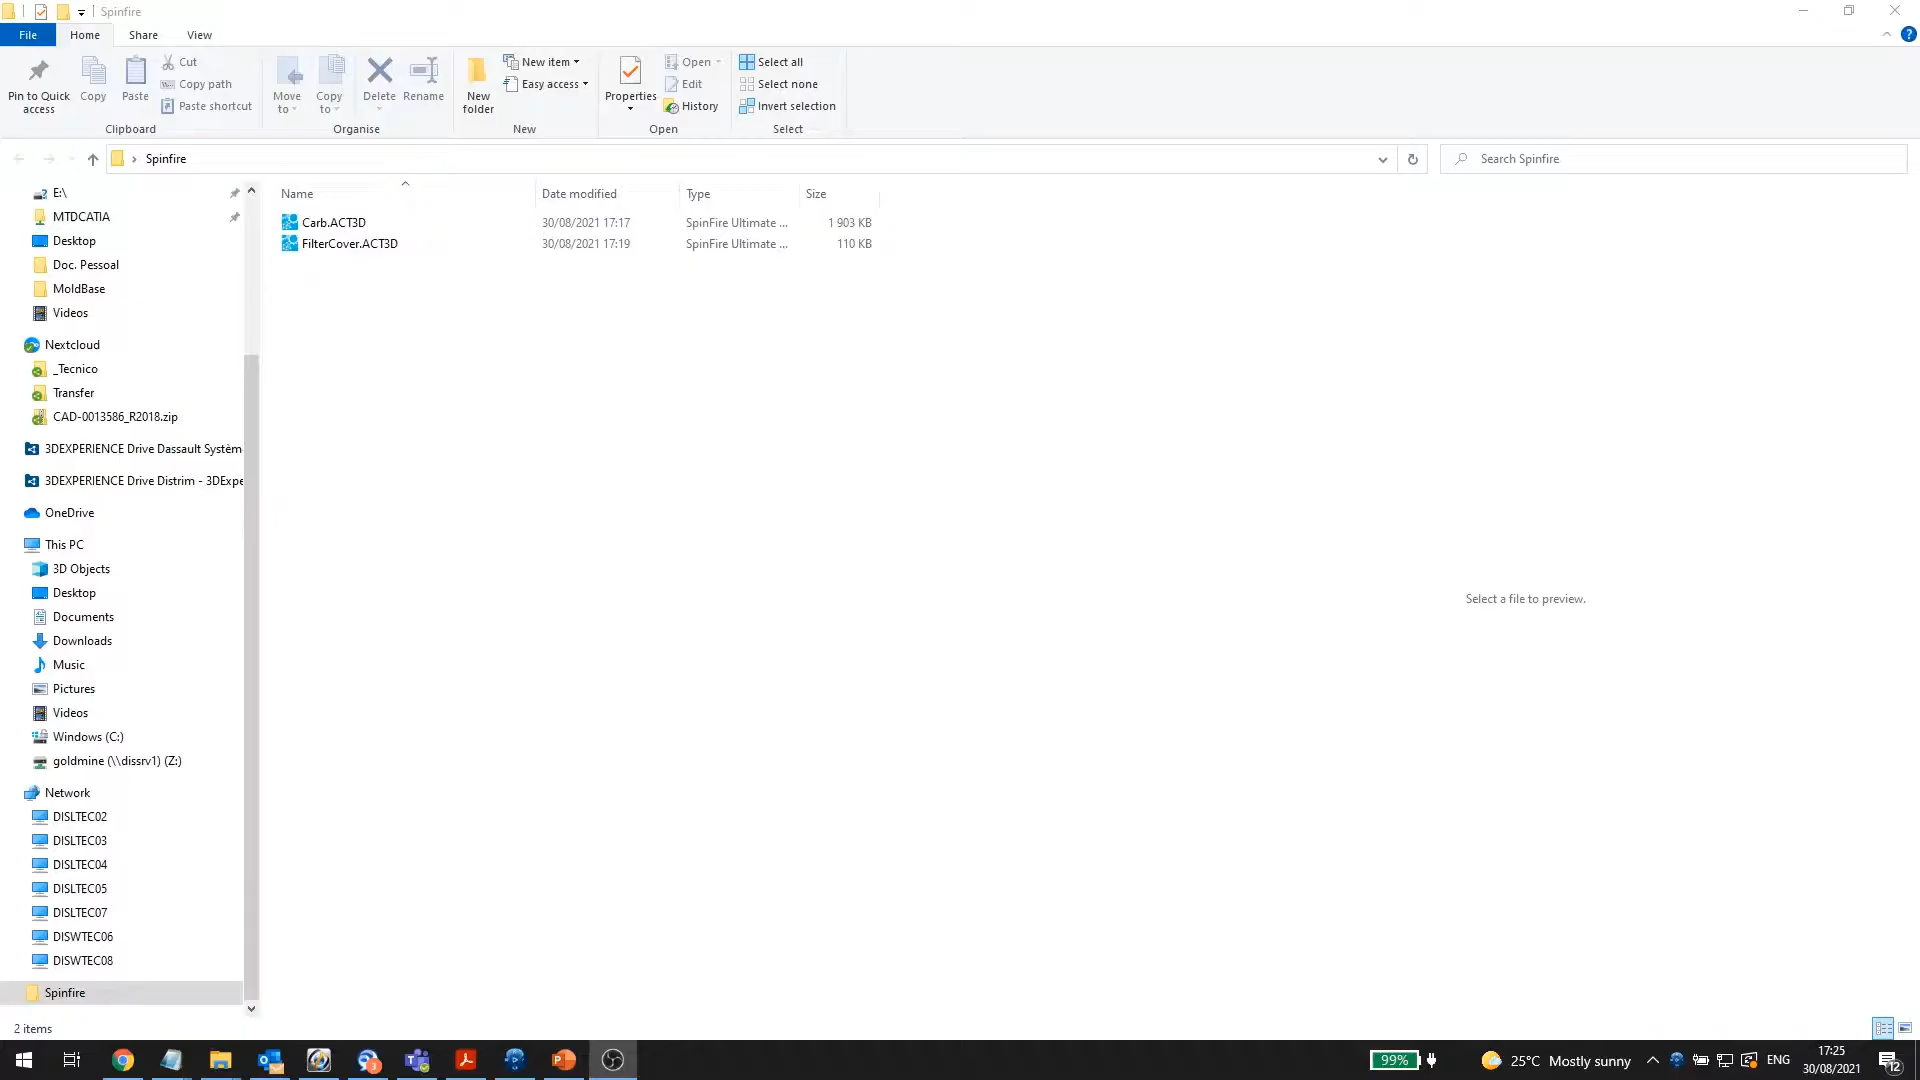 Spinfire
File Home Share View
Pin to Quick access
Copy
Paste
Cut
Copy path
Paste shortcut
Clipboard
Move to
Copy to
Delete
Rename
Organise
New folder
New item
Easy access
New
Properties
Open
Edit
History
Open
Select all
Select none
Invert selection
Select
Spinfire
Search Spinfire
Name Date modified Type Size
Carb.ACT3D 30/08/2021 17:17 SpinFire Ultimate ... 1 903 KB
FilterCover.ACT3D 30/08/2021 17:19 SpinFire Ultimate ... 110 KB
E:\
MTDCATIA
Desktop
Doc. Pessoal
MoldBase
Videos
Nextcloud
_Tecnico
Transfer
CAD-0013586_R2018.zip
3DEXPERIENCE Drive Dassault Systèm
3DEXPERIENCE Drive Distrim - 3DExpe
OneDrive
This PC
3D Objects
Desktop
Documents
Downloads
Music
Pictures
Videos
Windows (C:)
goldmine (\\dissrv1) (Z:)
Network
DISLTEC02
DISLTEC03
DISLTEC04
DISLTEC05
DISLTEC07
DISWTEC06
DISWTEC08
Spinfire
Select a file to preview.
2 items
99% 25°C Mostly sunny ENG 17:25
30/08/2021
12